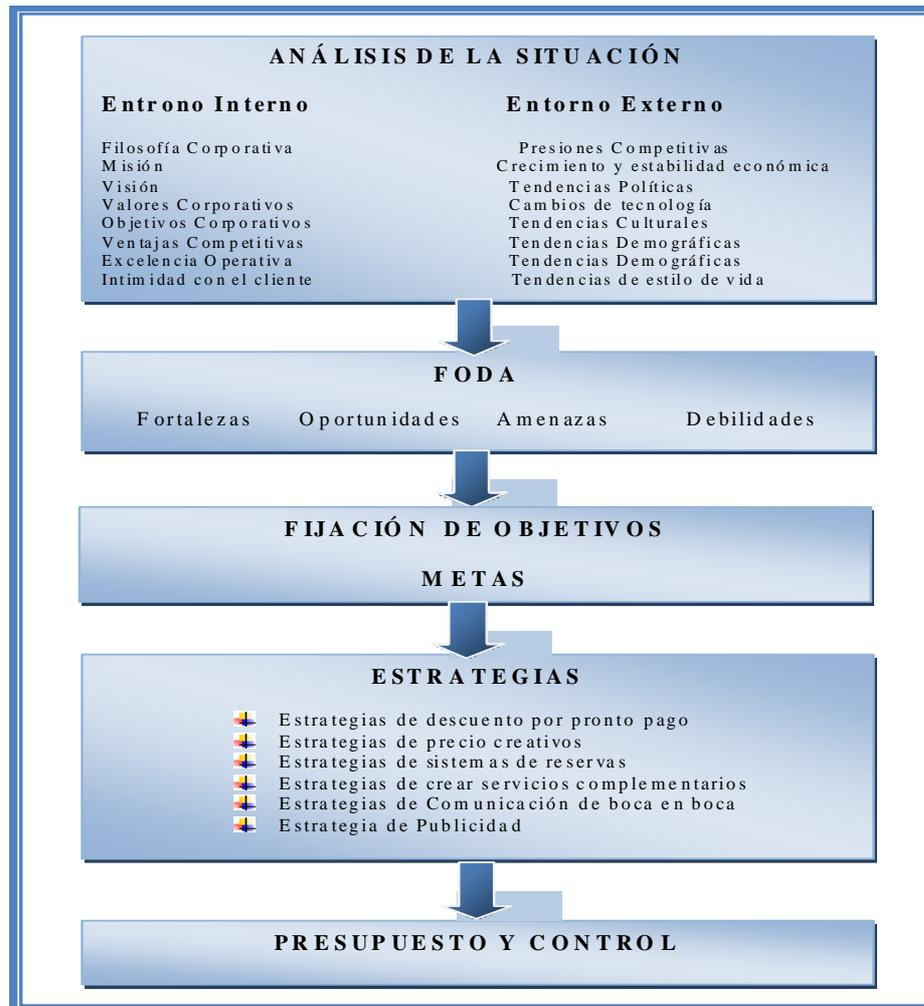 ANÁLISIS DE LA SITUACIÓN
Entrono Interno
Filosofía Corporativa
Misión
Visión
Valores Corporativos
Objetivos Corporativos
Ventajas Competitivas
Excelencia Operativa
Intimidad con el cliente
Entorno Externo
Presiones Competitivas
Crecimiento y estabilidad económica
Tendencias Políticas
Cambios de tecnología
Tendencias Culturales
Tendencias Demográficas
Tendencias Demográficas
Tendencias de estilo de vida
FODA
Fortalezas Oportunidades Amenazas Debilidades
FIJACIÓN DE OBJETIVOS
METAS
ESTRATEGIAS
Estrategias de descuento por pronto pago
Estrategias de precio creativos
Estrategias de sistemas de reservas
Estrategias de crear servicios complementarios
Estrategias de Comunicación de boca en boca
Estrategia de Publicidad
PRESUPUESTO Y CONTROL